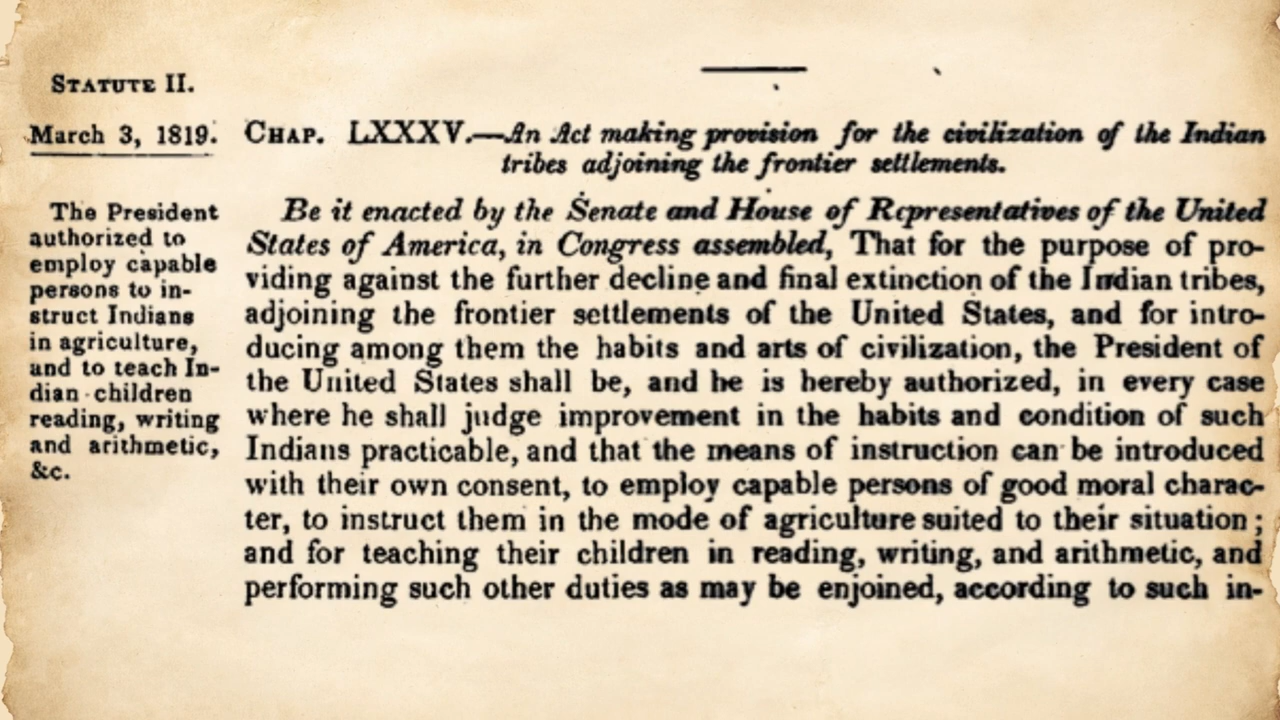 STATUTE II.
March 3, 1819.
The President
authorized to
employ capable
persons to in-
struct Indians
in agriculture,
and to teach In-
dian children
reading, writing
and arithmetic,
&c.
CHAP. LXXXV.—An Act making provision for the civilization of the Indian
tribes adjoining the frontier settlements.
Be it enacted by the Senate and House of Representatives of the United
States of America, in Congress assembled, That for the purpose of pro-
viding against the further decline and final extinction of the Indian tribes,
adjoining the frontier settlements of the United States, and for intro-
ducing among them the habits and arts of civilization, the President of
the United States shall be, and he is hereby authorized, in every case
where he shall judge improvement in the habits and condition of such
Indians practicable, and that the means of instruction can be introduced
with their own consent, to employ capable persons of good moral charac-
ter, to instruct them in the mode of agriculture suited to their situation;
and for teaching their children in reading, writing, and arithmetic, and
performing such other duties as may be enjoined, according to such in-